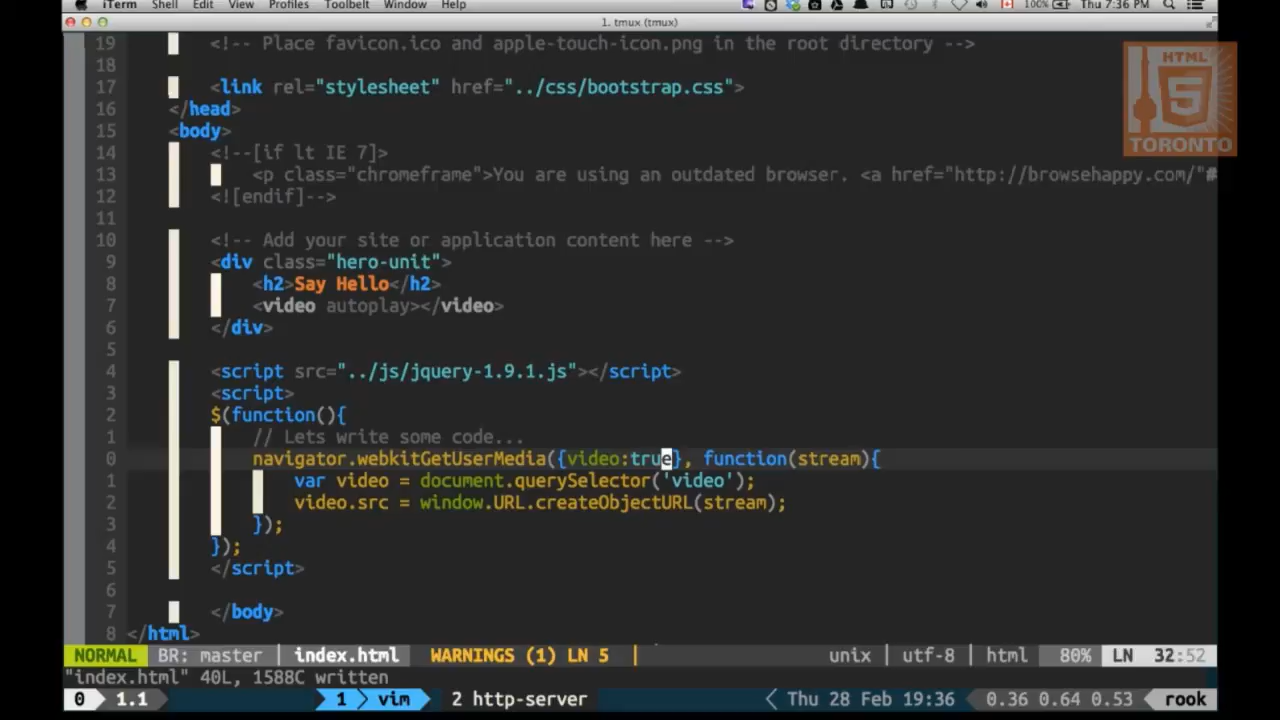 iTerm Shell Edit View Profiles Toolbelt Window Help 100% Thu 7:36 PM
1. tmux (tmux)
19 <!-- Place favicon.ico and apple-touch-icon.png in the root directory -->
18
17 <link rel="stylesheet" href="../css/bootstrap.css">
16 </head>
15 <body>
14 <!--[if lt IE 7]>
13 <p class="chromeframe">You are using an outdated browser. <a href="http://browsehappy.com/"#
12 <![endif]-->
11
10 <!-- Add your site or application content here -->
9 <div class="hero-unit">
8 <h2>Say Hello</h2>
7 <video autoplay></video>
6 </div>
5
4 <script src="../js/jquery-1.9.1.js"></script>
3 <script>
2 $(function(){
1 // Lets write some code...
0 navigator.webkitGetUserMedia({video:true}, function(stream){
1 var video = document.querySelector('video');
2 video.src = window.URL.createObjectURL(stream);
3 });
4 });
5 </script>
6
7 </body>
8 </html>
NORMAL BR: master index.html WARNINGS (1) LN 5 unix utf-8 html 80% LN 32:52
"index.html" 40L, 1588C written
0 1.1 1 vim 2 http-server Thu 28 Feb 19:36 0.36 0.64 0.53 rook
HTML
5
TORONTO